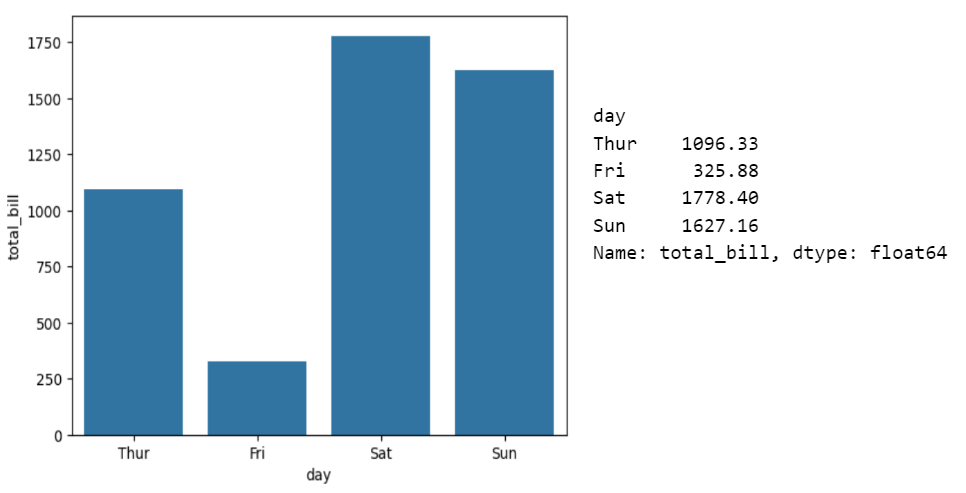 total_bill
1750
1500
1250
1000
750
500
250
0
Thur Fri Sat Sun
day
day
Thur 1096.33
Fri 325.88
Sat 1778.40
Sun 1627.16
Name: total_bill, dtype: float64